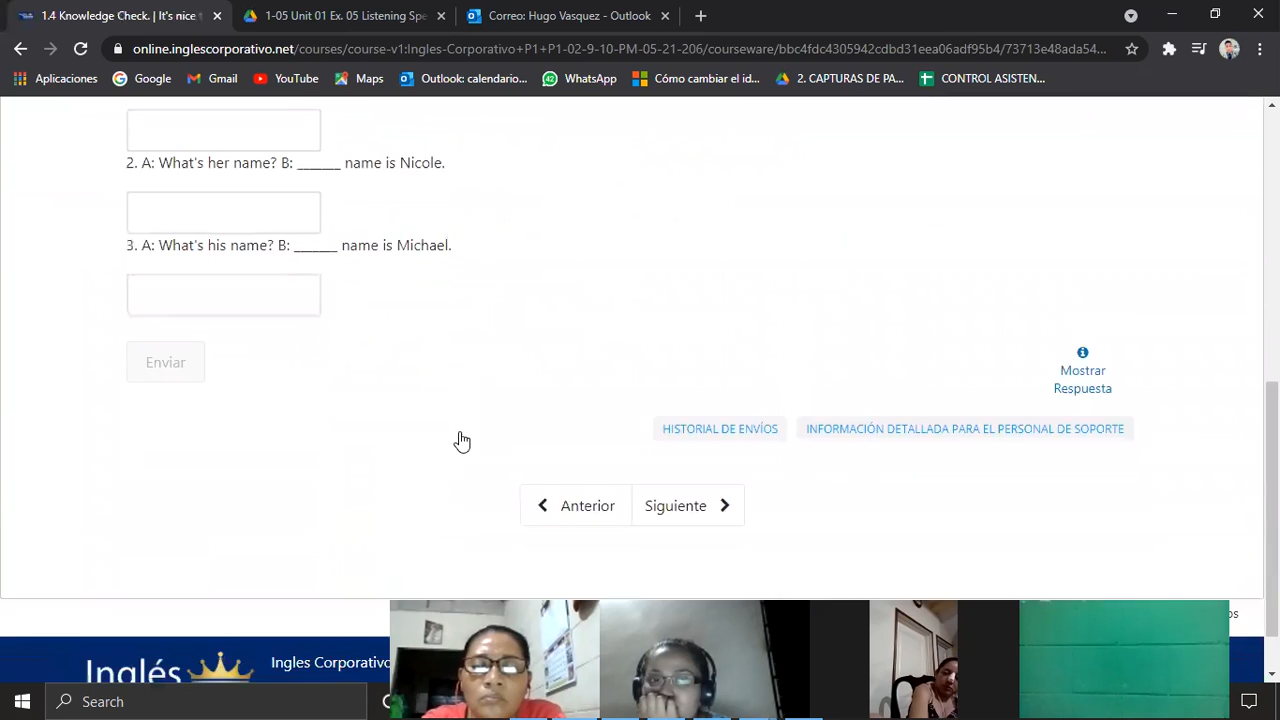 1.4 Knowledge Check. | It's nice t
1-05 Unit 01 Ex. 05 Listening Spe
Correo: Hugo Vasquez - Outlook
online.inglescorporativo.net/courses/course-v1:Ingles-Corporativo+P1+P1-02-9-10-PM-05-21-206/courseware/bbc4fdc4305942cdbd31eea06adf95b4/73713e48ada54...
Aplicaciones Google Gmail YouTube Maps Outlook: calendario... WhatsApp Cómo cambiar el id... 2. CAPTURAS DE PA... CONTROL ASISTEN...
2. A: What's her name? B: ______ name is Nicole.
3. A: What's his name? B: ______ name is Michael.
Enviar
Mostrar
Respuesta
HISTORIAL DE ENVÍOS
INFORMACIÓN DETALLADA PARA EL PERSONAL DE SOPORTE
Anterior
Siguiente
os
Inglés
Ingles Corporativo
Search